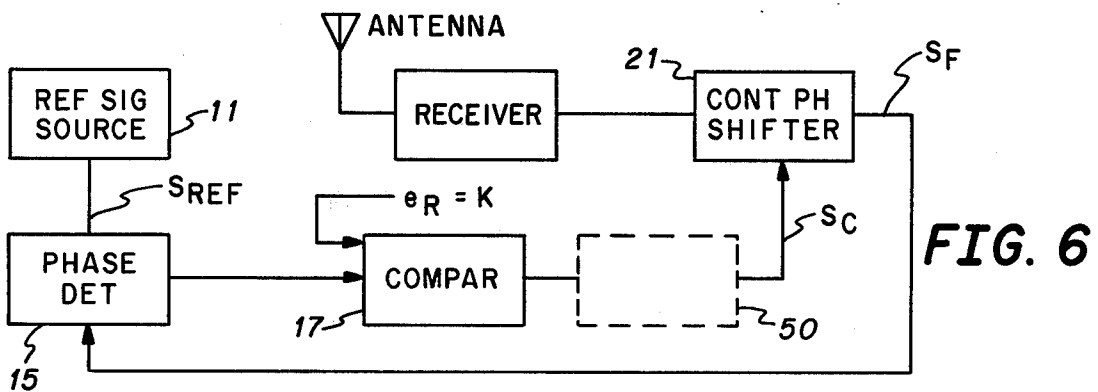 ANTENNA
REF SIG
SOURCE
11
RECEIVER
21
CONT PH
SHIFTER
SF
SREF
eR = K
SC
PHASE
DET
15
COMPAR
17
50
FIG. 6